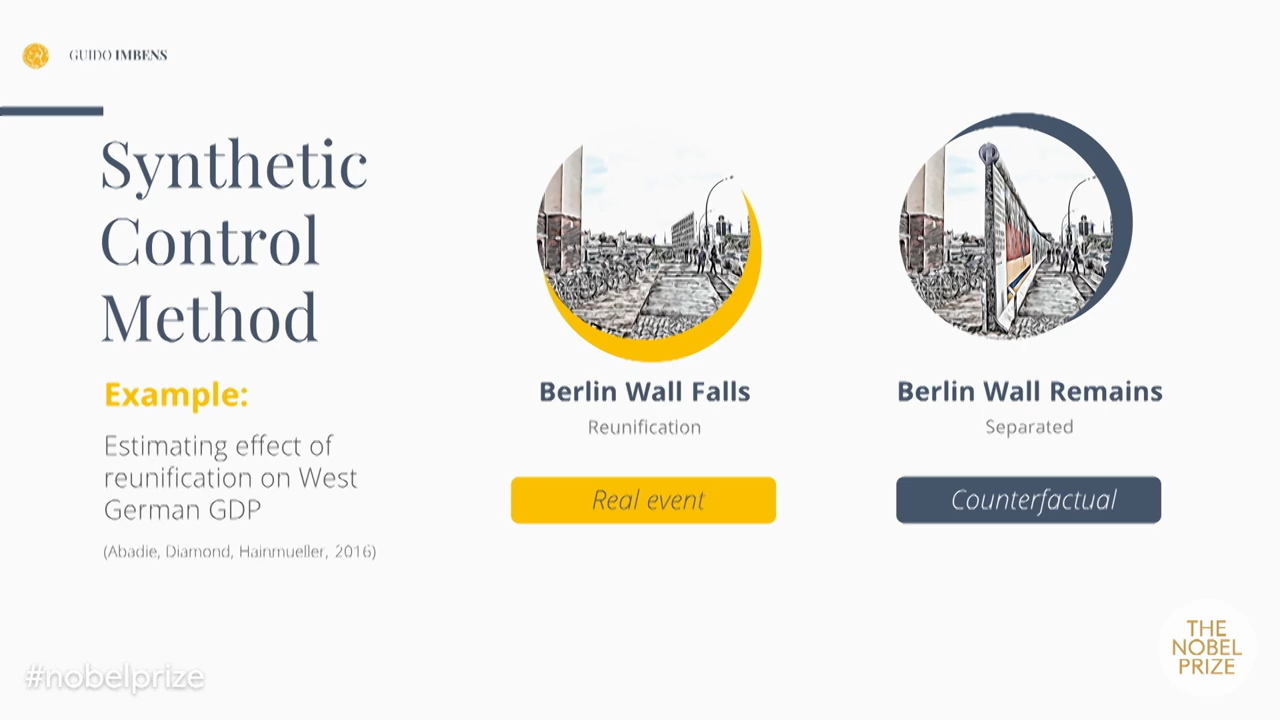 GUIDO IMBENS
Synthetic
Control
Method
Example:
Estimating effect of
reunification on West
German GDP
(Abadie, Diamond, Hainmueller, 2016)
Berlin Wall Falls
Reunification
Real event
Berlin Wall Remains
Separated
Counterfactual
#nobelprize
THE
NOBEL
PRIZE